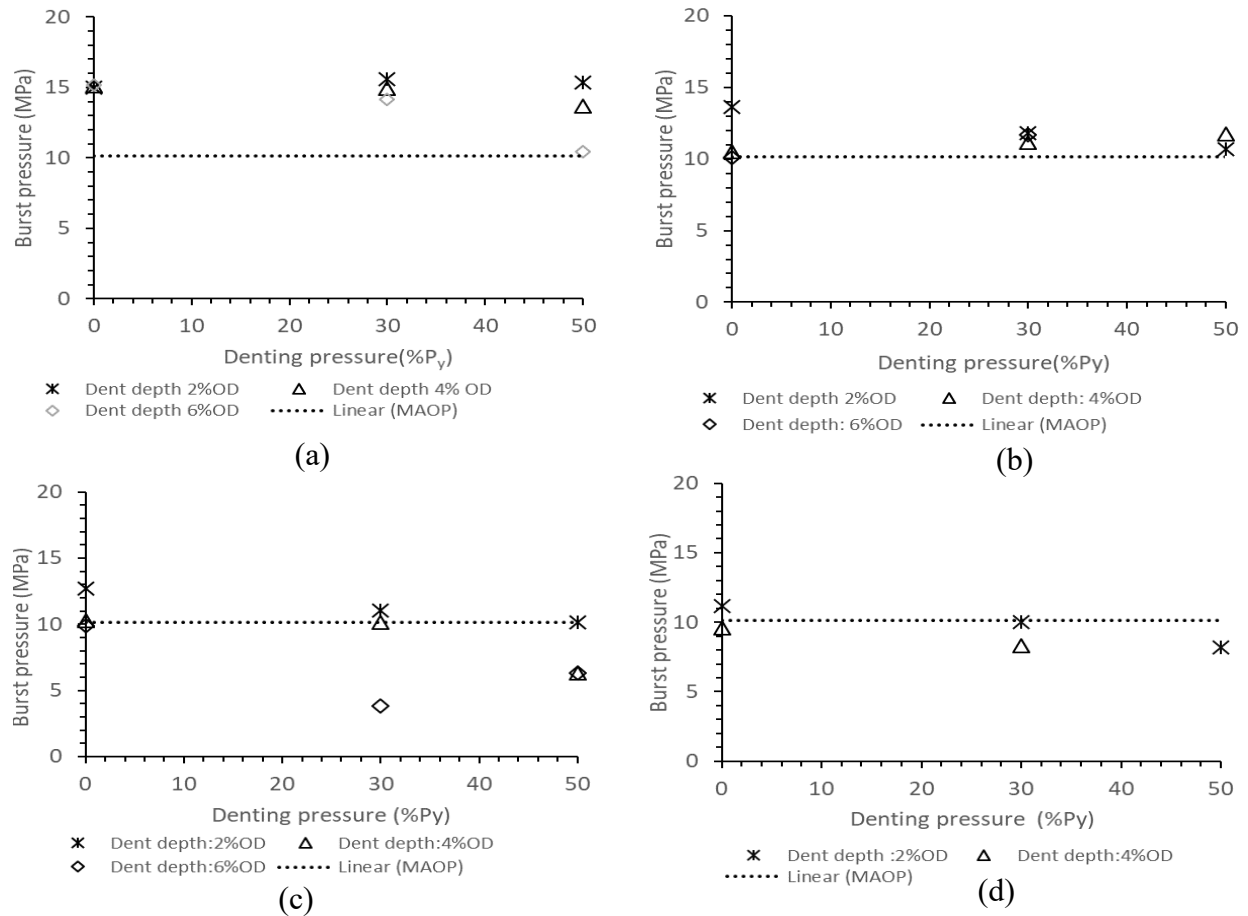 Burst pressure (MPa)
20
15
10
5
0
0 10 20 30 40 50
Denting pressure(%Py)
Dent depth 2%OD Dent depth 4% OD
Dent depth 6%OD Linear (MAOP)
(a)
Burst pressure (MPa)
20
15
10
5
0
0 10 20 30 40 50
Denting pressure(%Py)
Dent depth 2%OD Dent depth: 4%OD
Dent depth: 6%OD Linear (MAOP)
(b)
Burst pressure (MPa)
20
15
10
5
0
0 10 20 30 40 50
Denting pressure (%Py)
Dent depth:2%OD Dent depth:4%OD
Dent depth:6%OD Linear (MAOP)
(c)
Burst pressure (MPa)
20
15
10
5
0
0 10 20 30 40 50
Denting pressure (%Py)
Dent depth :2%OD Dent depth:4%OD
Linear (MAOP)
(d)